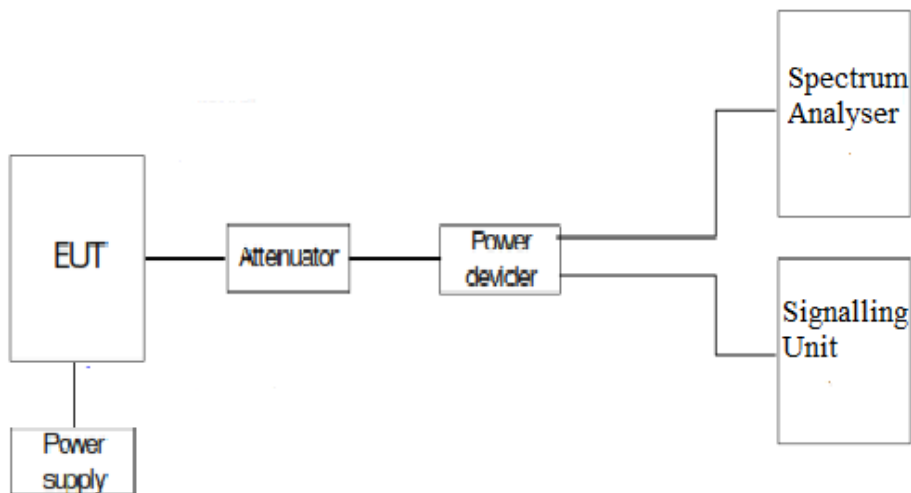 Spectrum
Analyser
EUT
Attenuator
Power
devider
Signalling
Unit
Power
supply